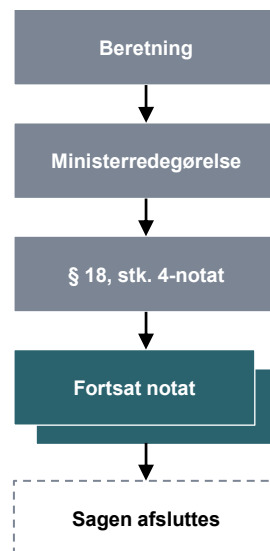 Beretning
Ministerredegørelse
§ 18, stk. 4-notat
Fortsat notat
Sagen afsluttes